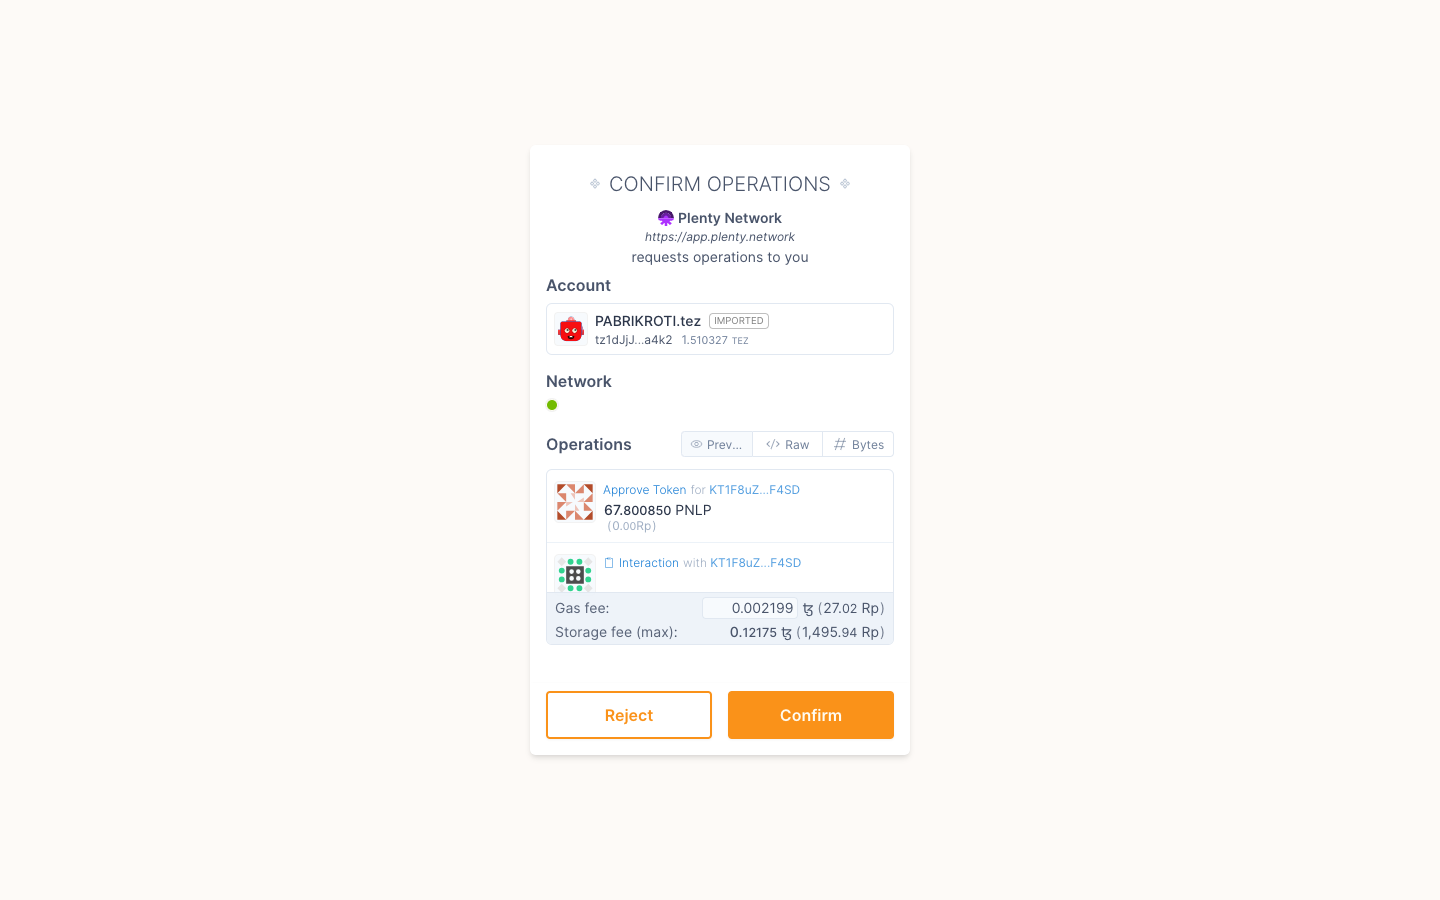 CONFIRM OPERATIONS
Plenty Network
https://app.plenty.network
requests operations to you
Account
PABRIKROTI.tez IMPORTED
tz1dJjJ...a4k2 1.510327 TEZ
Network
Operations Prev... Raw Bytes
Approve Token for KT1F8uZ...F4SD
67.800850 PNLP
(0.00Rp)
Interaction with KT1F8uZ...F4SD
Gas fee: 0.002199 ꜩ (27.02 Rp)
Storage fee (max): 0.12175 ꜩ (1,495.94 Rp)
Reject Confirm